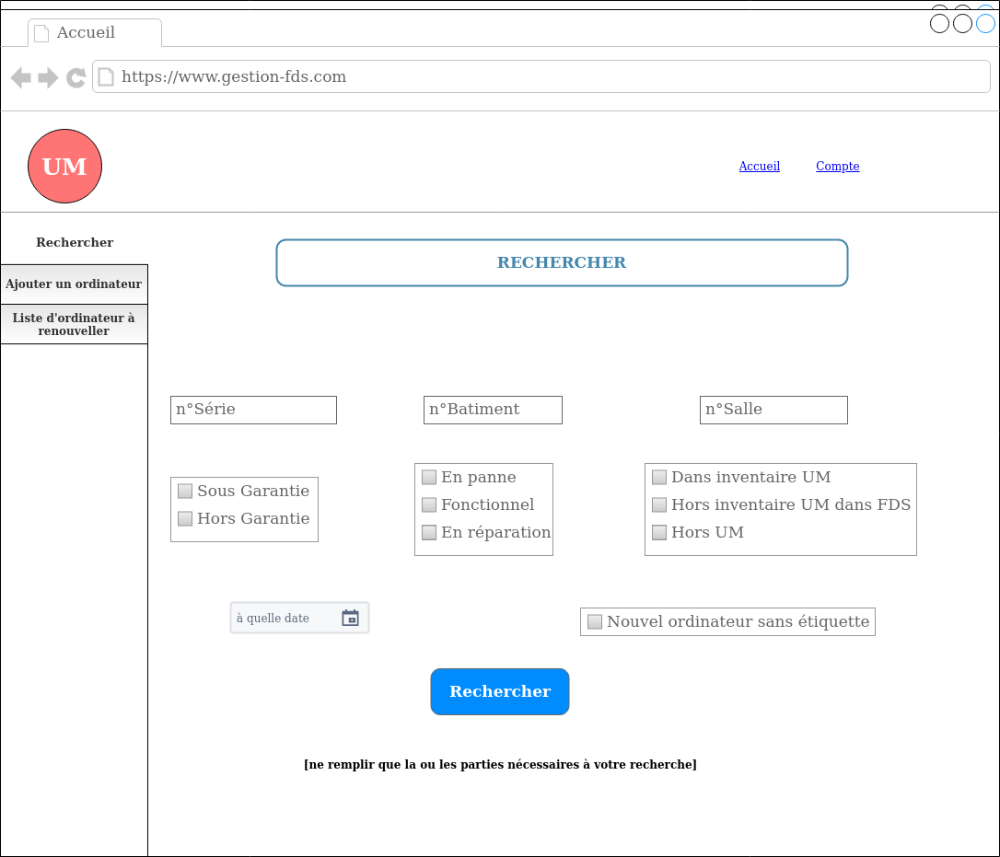 Accueil
https://www.gestion-fds.com
UM
Accueil
Compte
Rechercher
Ajouter un ordinateur
Liste d'ordinateur à
renouveller
RECHERCHER
n°Série
n°Batiment
n°Salle
Sous Garantie
Hors Garantie
En panne
Fonctionnel
En réparation
Dans inventaire UM
Hors inventaire UM dans FDS
Hors UM
à quelle date
Nouvel ordinateur sans étiquette
Rechercher
[ne remplir que la ou les parties nécessaires à votre recherche]